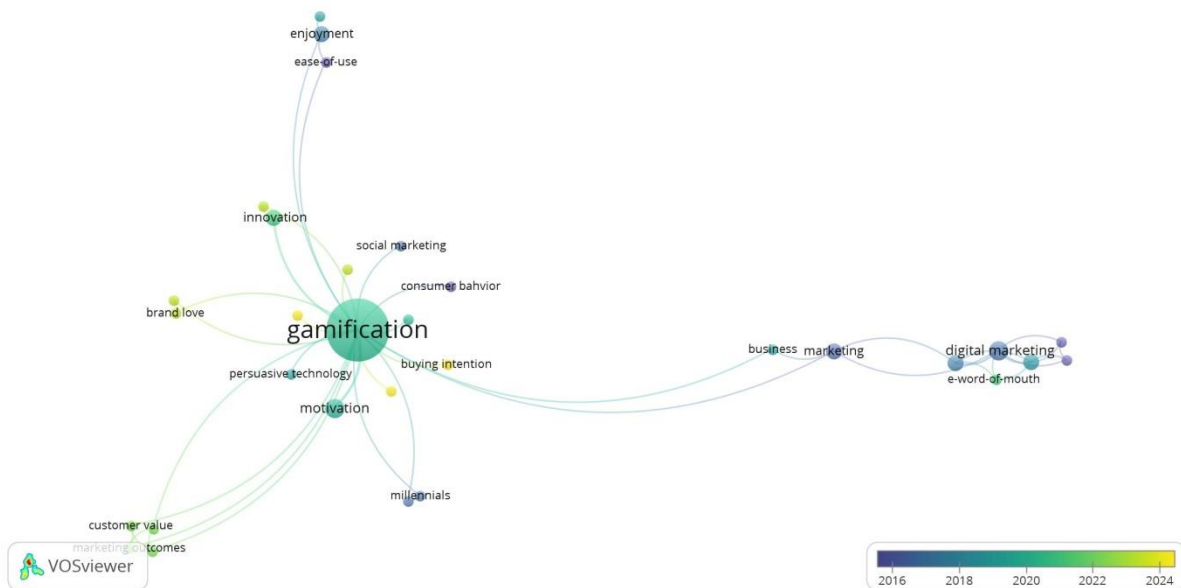 enjoyment
ease-of-use
innovation
social marketing
consumer bahvior
brand love
gamification
business
marketing
digital marketing
buying intention
persuasive technology
e-word-of-mouth
motivation
millennials
customer value
marketing outcomes
VOSviewer
2016 2018 2020 2022 2024